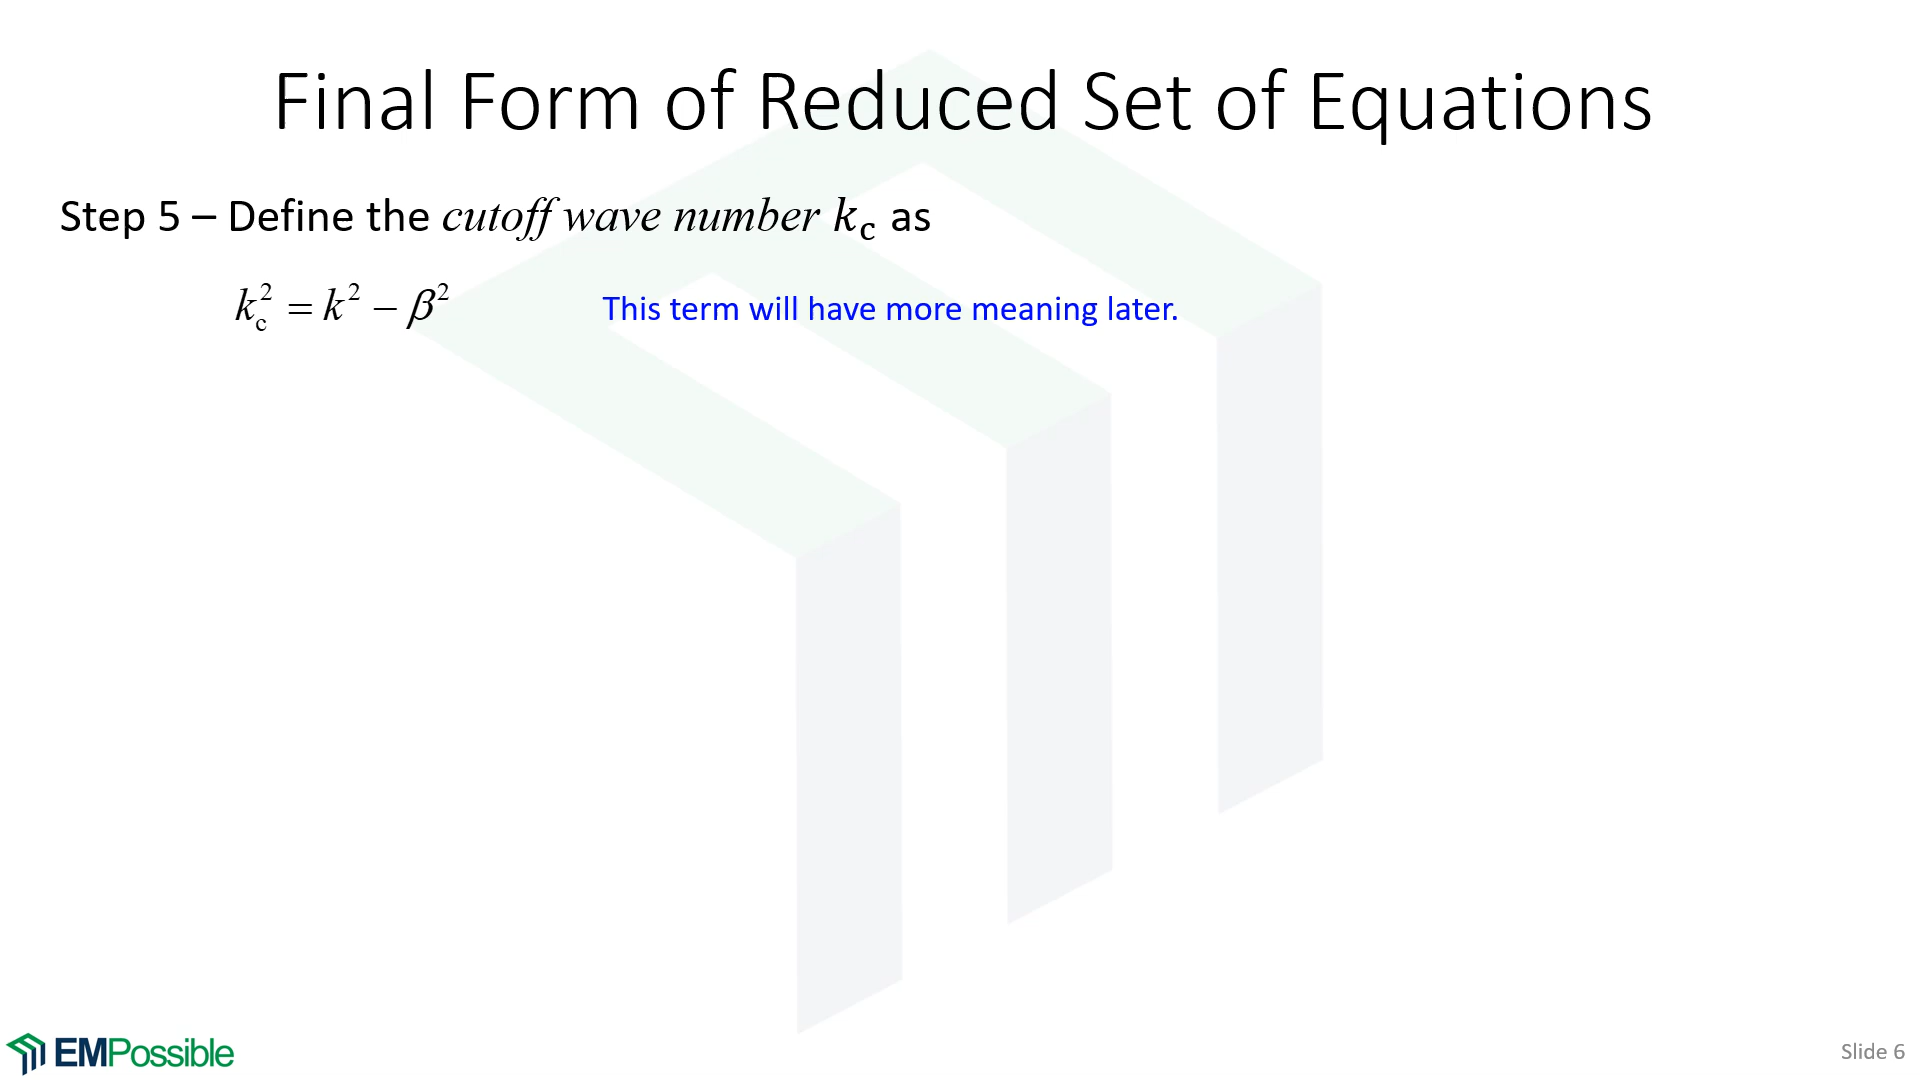 Final Form of Reduced Set of Equations
Step 5 – Define the cutoff wave number k_c as
k_c^2 = k^2 − β^2
This term will have more meaning later.
EMPossible
Slide 6